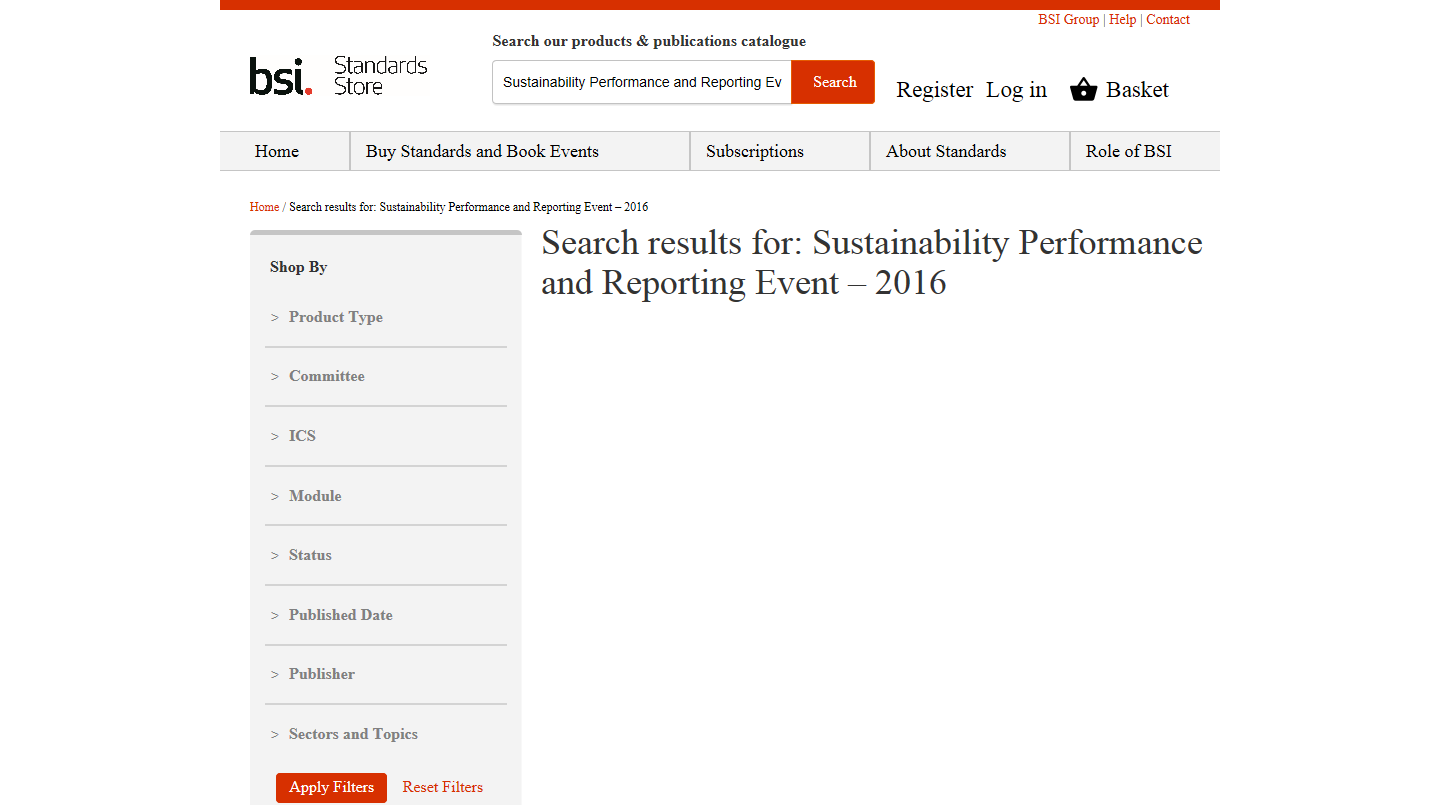 BSI Group | Help | Contact
Search our products & publications catalogue
bsi. Standards
Store
Sustainability Performance and Reporting Ev
Search
Register Log in Basket
Home
Buy Standards and Book Events
Subscriptions
About Standards
Role of BSI
Home / Search results for: Sustainability Performance and Reporting Event – 2016
Shop By
> Product Type
> Committee
> ICS
> Module
> Status
> Published Date
> Publisher
> Sectors and Topics
Apply Filters Reset Filters
Search results for: Sustainability Performance
and Reporting Event – 2016